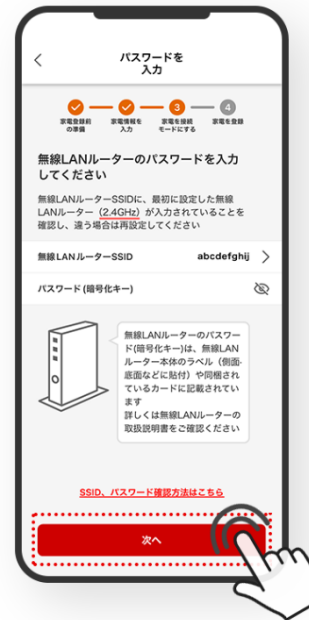 パスワードを
入力
3
4
家電登録前
の準備
家電情報を
入力
家電を接続
モードにする
家電を登録
無線LANルーターのパスワードを入力
してください
無線LANルーターSSIDに、最初に設定した無線
LANルーター（2.4GHz）が入力されていることを
確認し、違う場合は再設定してください
無線LANルーターSSID abcdefghij
パスワード (暗号化キー)
無線LANルーターのパスワー
ド(暗号化キー)は、無線LAN
ルーター本体のラベル（側面・
底面などに貼付）や同梱され
ているカードに記載されてい
ます
詳しくは無線LANルーターの
取扱説明書をご確認ください
SSID、パスワード確認方法はこちら
次へ